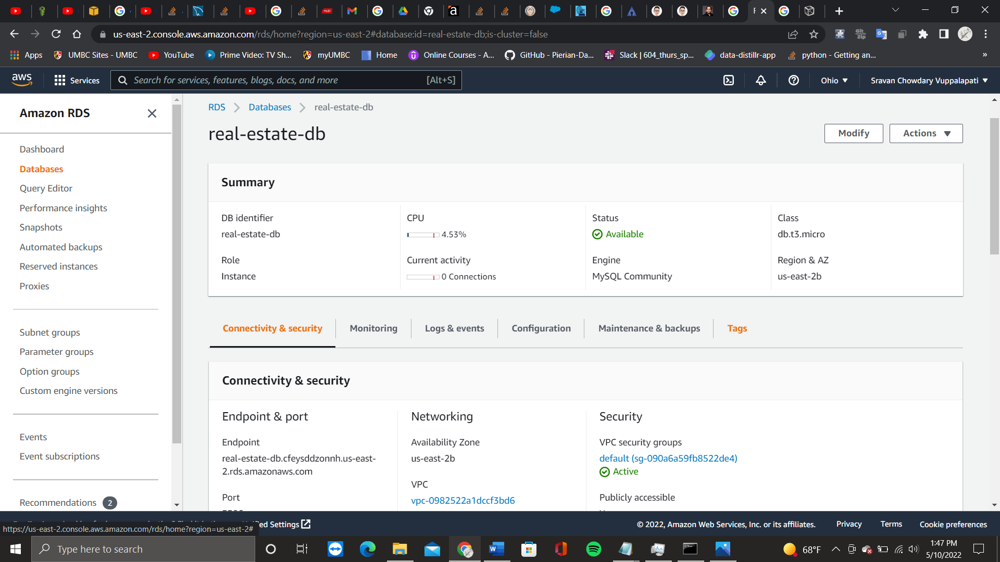 us-east-2.console.aws.amazon.com/rds/home?region=us-east-2#database:id=real-estate-db;is-cluster=false
Apps UMBC Sites - UMBC YouTube Prime Video: TV Sh... myUMBC Home Online Courses - A... GitHub - Pierian-Da... Slack | 604_thurs_sp... data-distillr-app python - Getting an... »
aws Services Search for services, features, blogs, docs, and more [Alt+S] Ohio Sravan Chowdary Vuppalapati
Amazon RDS
Dashboard
Databases
Query Editor
Performance insights
Snapshots
Automated backups
Reserved instances
Proxies
Subnet groups
Parameter groups
Option groups
Custom engine versions
Events
Event subscriptions
Recommendations 2
RDS Databases real-estate-db
real-estate-db
Modify Actions
Summary
DB identifier
real-estate-db
CPU
4.53%
Status
Available
Class
db.t3.micro
Role
Instance
Current activity
0 Connections
Engine
MySQL Community
Region & AZ
us-east-2b
Connectivity & security Monitoring Logs & events Configuration Maintenance & backups Tags
Connectivity & security
Endpoint & port
Endpoint
real-estate-db.cfeysddzonnh.us-east-
2.rds.amazonaws.com
Port
Networking
Availability Zone
us-east-2b
VPC
vpc-0982522a1dccf3bd6
Security
VPC security groups
default (sg-090a6a59fb8522de4)
Active
Publicly accessible
Settings © 2022, Amazon Web Services, Inc. or its affiliates. Privacy Terms Cookie preferences
https://us-east-2.console.aws.amazon.com/rds/home?region=us-east-2#
Type here to search
68°F
1:47 PM
5/10/2022